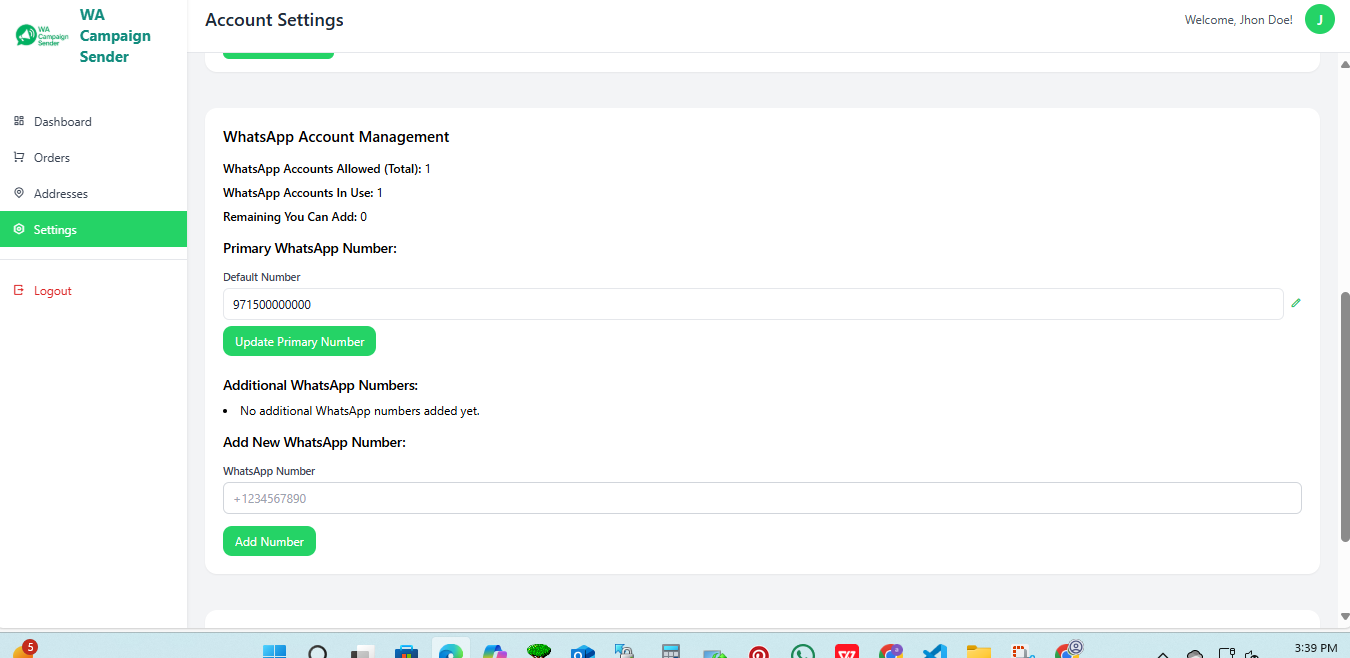 WA
Campaign
Sender
WA
Campaign
Sender
Account Settings
Welcome, Jhon Doe!
J
Dashboard
Orders
Addresses
Settings
Logout
WhatsApp Account Management
WhatsApp Accounts Allowed (Total): 1
WhatsApp Accounts In Use: 1
Remaining You Can Add: 0
Primary WhatsApp Number:
Default Number
971500000000
Update Primary Number
Additional WhatsApp Numbers:
• No additional WhatsApp numbers added yet.
Add New WhatsApp Number:
WhatsApp Number
+1234567890
Add Number
5
3:39 PM